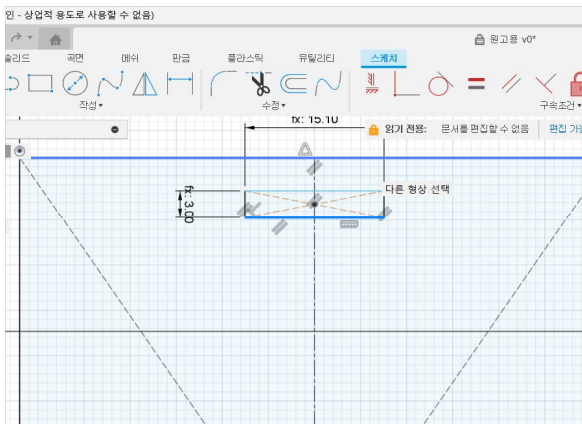 인 - 상업적 용도로 사용할 수 없음)
원고용 v0*
솔리드 곡면 메쉬 판금 플라스틱 유틸리티 스케치
작성▾ 수정▾ 구속조건▾
fx: 15.10
읽기 전용: 문서를 편집할 수 없음 편집 가능
다른 형상 선택
fx: 3.00